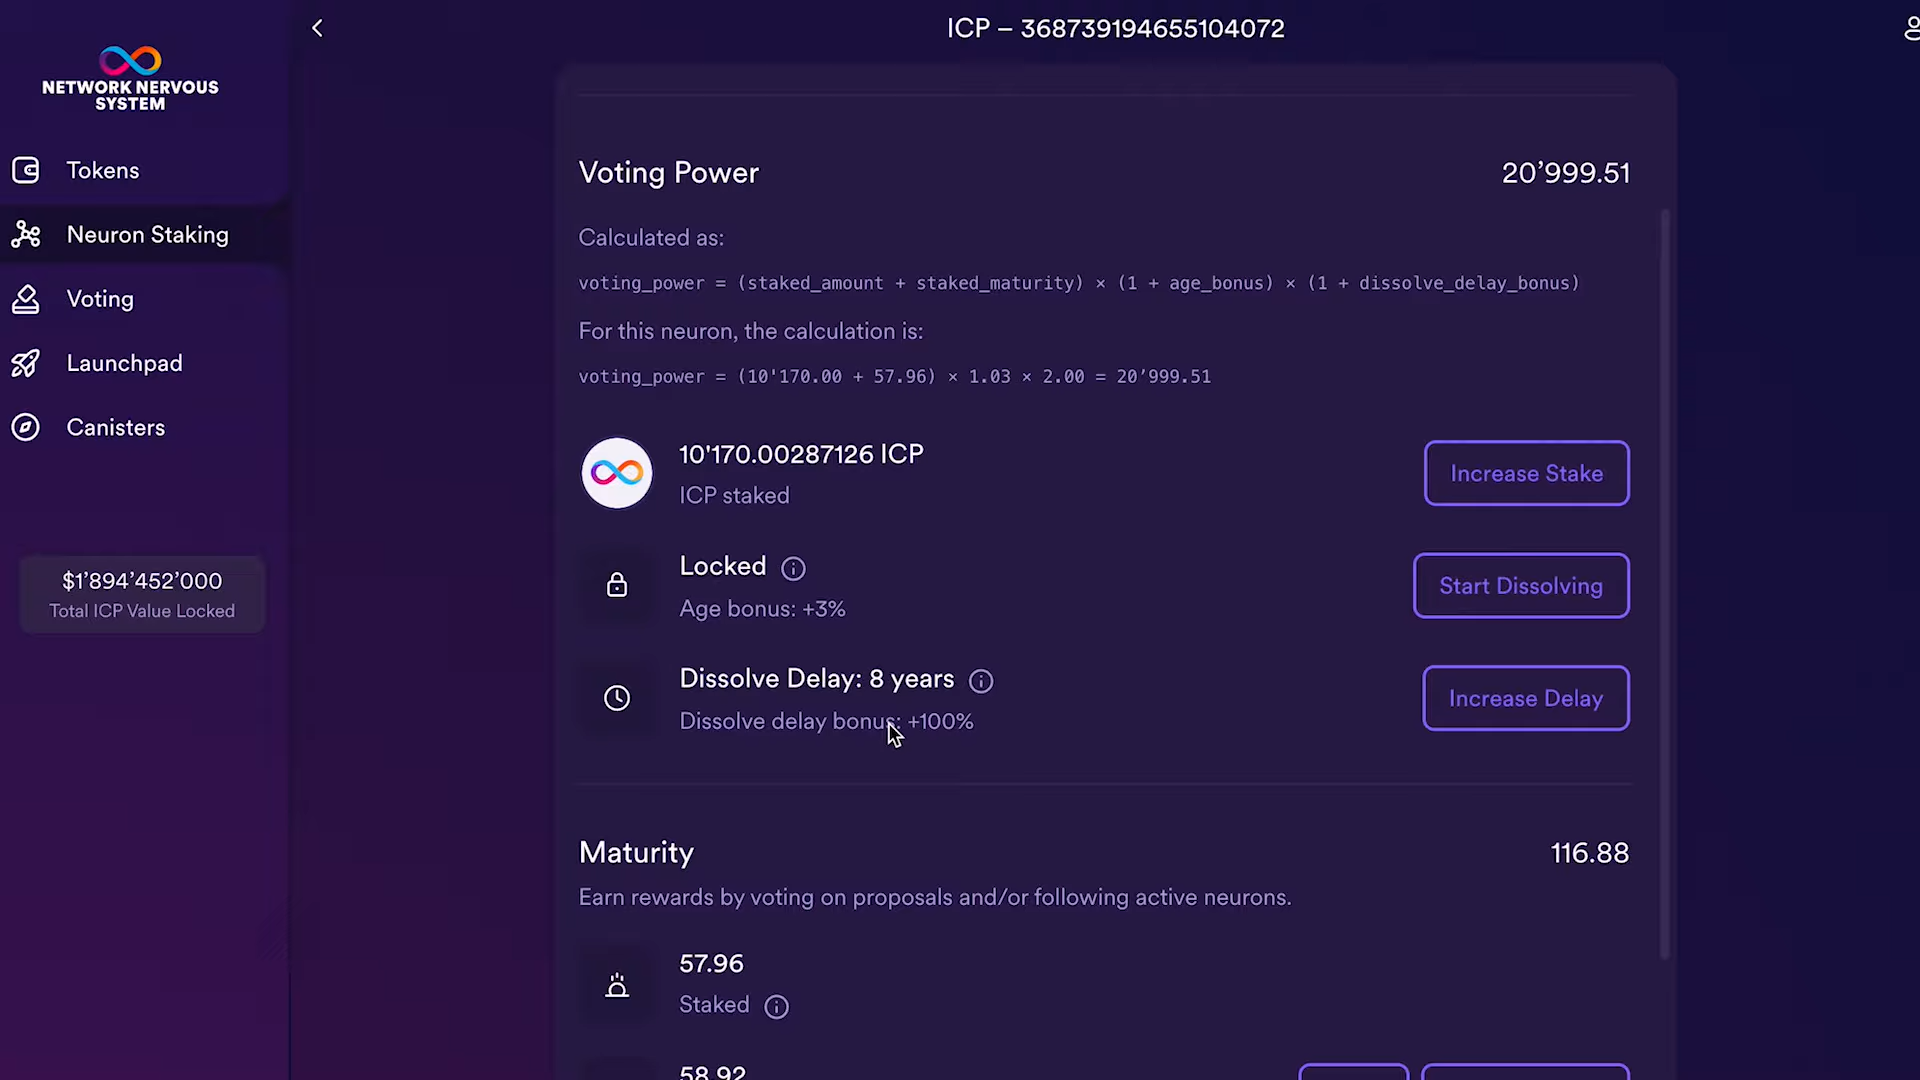 ICP – 368739194655104072
NETWORK NERVOUS
SYSTEM
Tokens
Neuron Staking
Voting
Launchpad
Canisters
$1’894’452’000
Total ICP Value Locked
Voting Power
20’999.51
Calculated as:
voting_power = (staked_amount + staked_maturity) × (1 + age_bonus) × (1 + dissolve_delay_bonus)
For this neuron, the calculation is:
voting_power = (10'170.00 + 57.96) × 1.03 × 2.00 = 20’999.51
10'170.00287126 ICP
ICP staked
Increase Stake
Locked
Age bonus: +3%
Start Dissolving
Dissolve Delay: 8 years
Dissolve delay bonus: +100%
Increase Delay
Maturity
116.88
Earn rewards by voting on proposals and/or following active neurons.
57.96
Staked
58.92